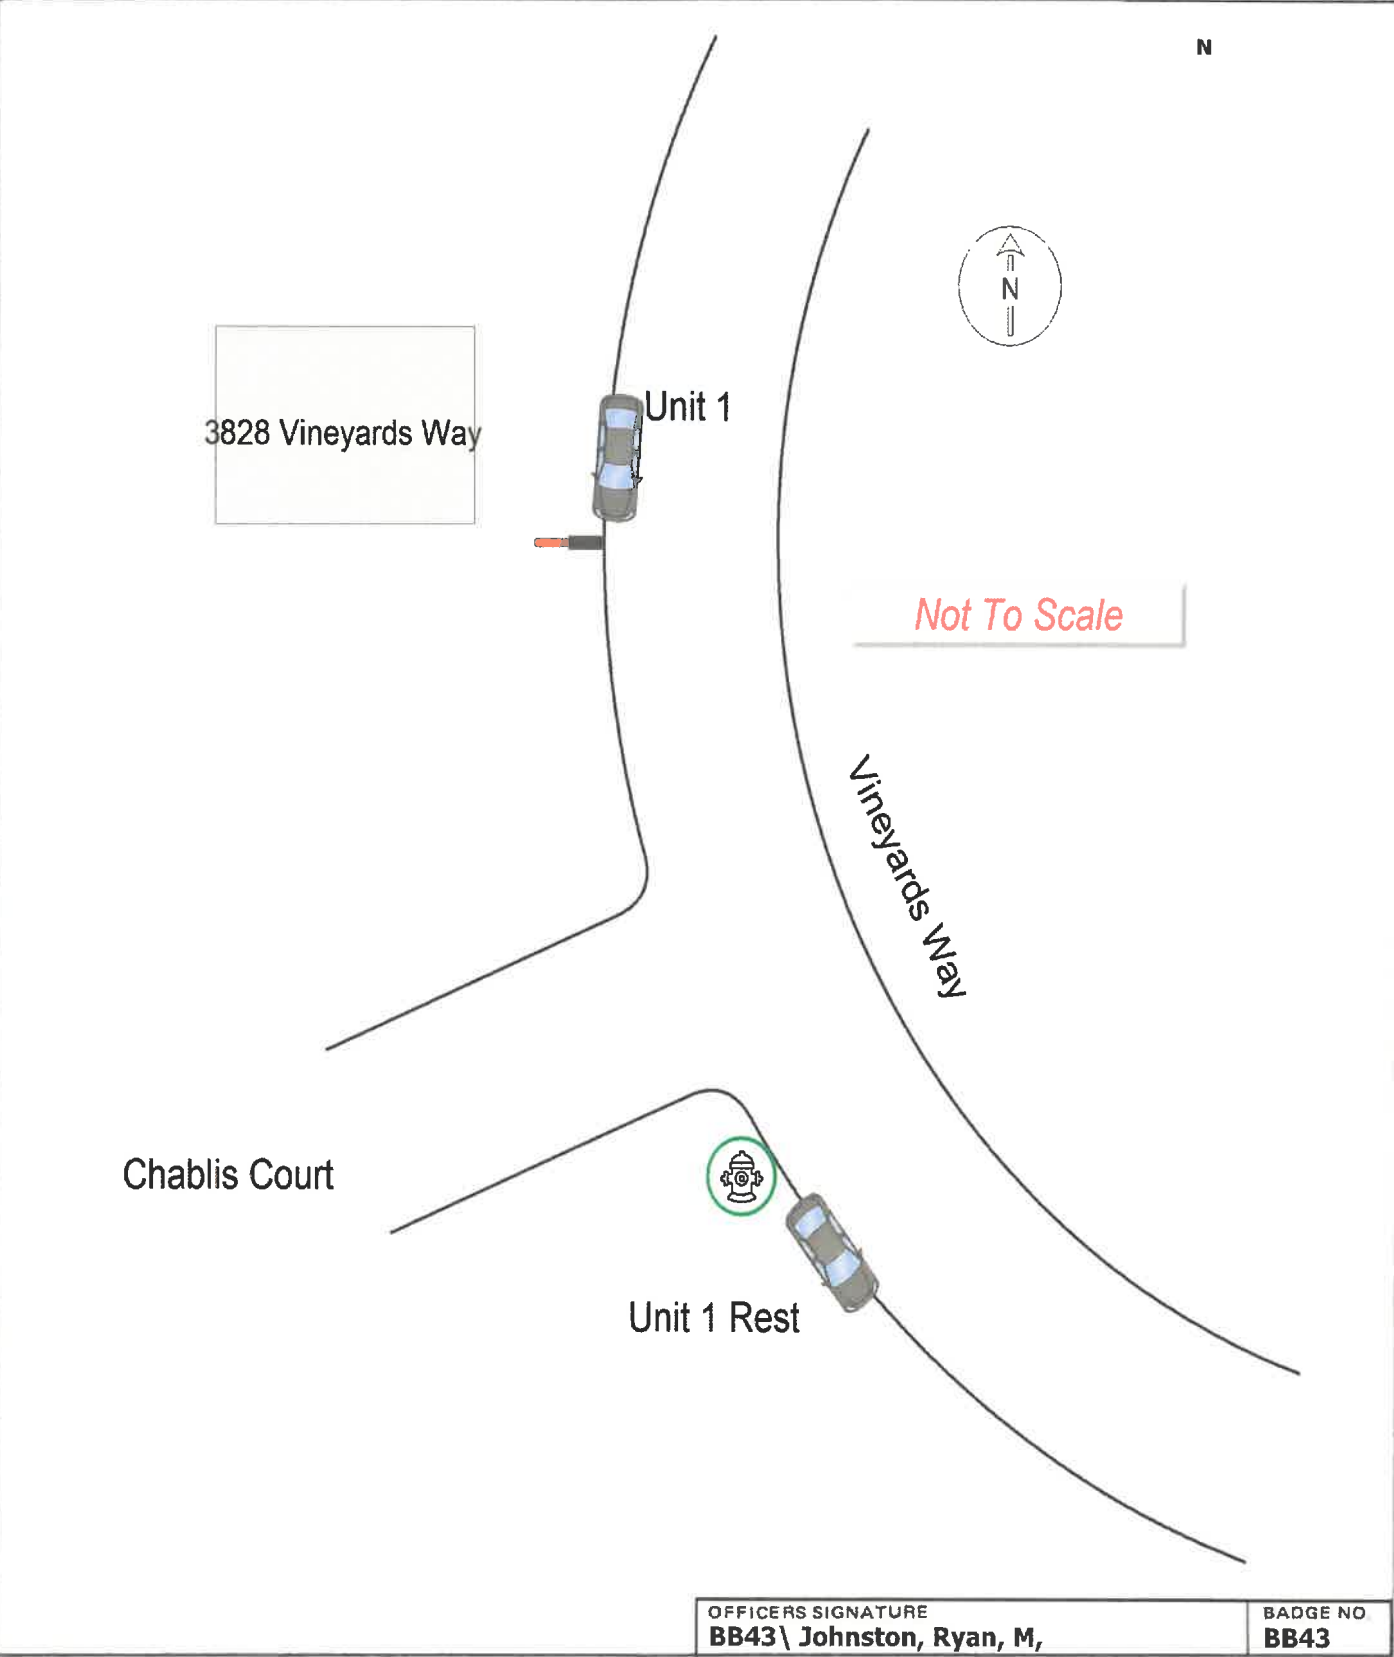 N
N
Unit 1
3828 Vineyards Way
Not To Scale
Vineyards Way
Chablis Court
Unit 1 Rest
OFFICERS SIGNATURE
BB43\ Johnston, Ryan, M,
BADGE NO
BB43